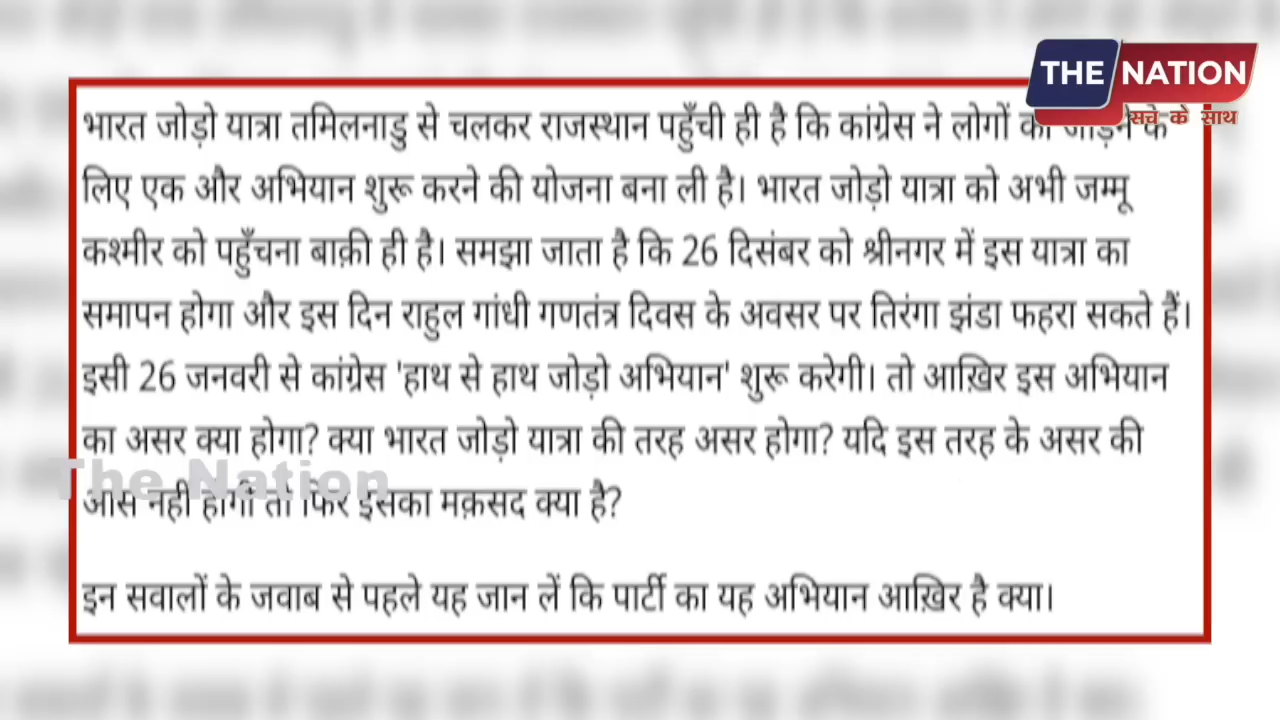 THE NATION
सच के साथ
भारत जोड़ो यात्रा तमिलनाडु से चलकर राजस्थान पहुँची ही है कि कांग्रेस ने लोगों को जोड़ने के
लिए एक और अभियान शुरू करने की योजना बना ली है। भारत जोड़ो यात्रा को अभी जम्मू
कश्मीर को पहुँचना बाक़ी ही है। समझा जाता है कि 26 दिसंबर को श्रीनगर में इस यात्रा का
समापन होगा और इस दिन राहुल गांधी गणतंत्र दिवस के अवसर पर तिरंगा झंडा फहरा सकते हैं।
इसी 26 जनवरी से कांग्रेस 'हाथ से हाथ जोड़ो अभियान' शुरू करेगी। तो आख़िर इस अभियान
का असर क्या होगा? क्या भारत जोड़ो यात्रा की तरह असर होगा? यदि इस तरह के असर की
The Nation
आस नहीं होगी तो फिर इसका मक़सद क्या है?
इन सवालों के जवाब से पहले यह जान लें कि पार्टी का यह अभियान आख़िर है क्या।